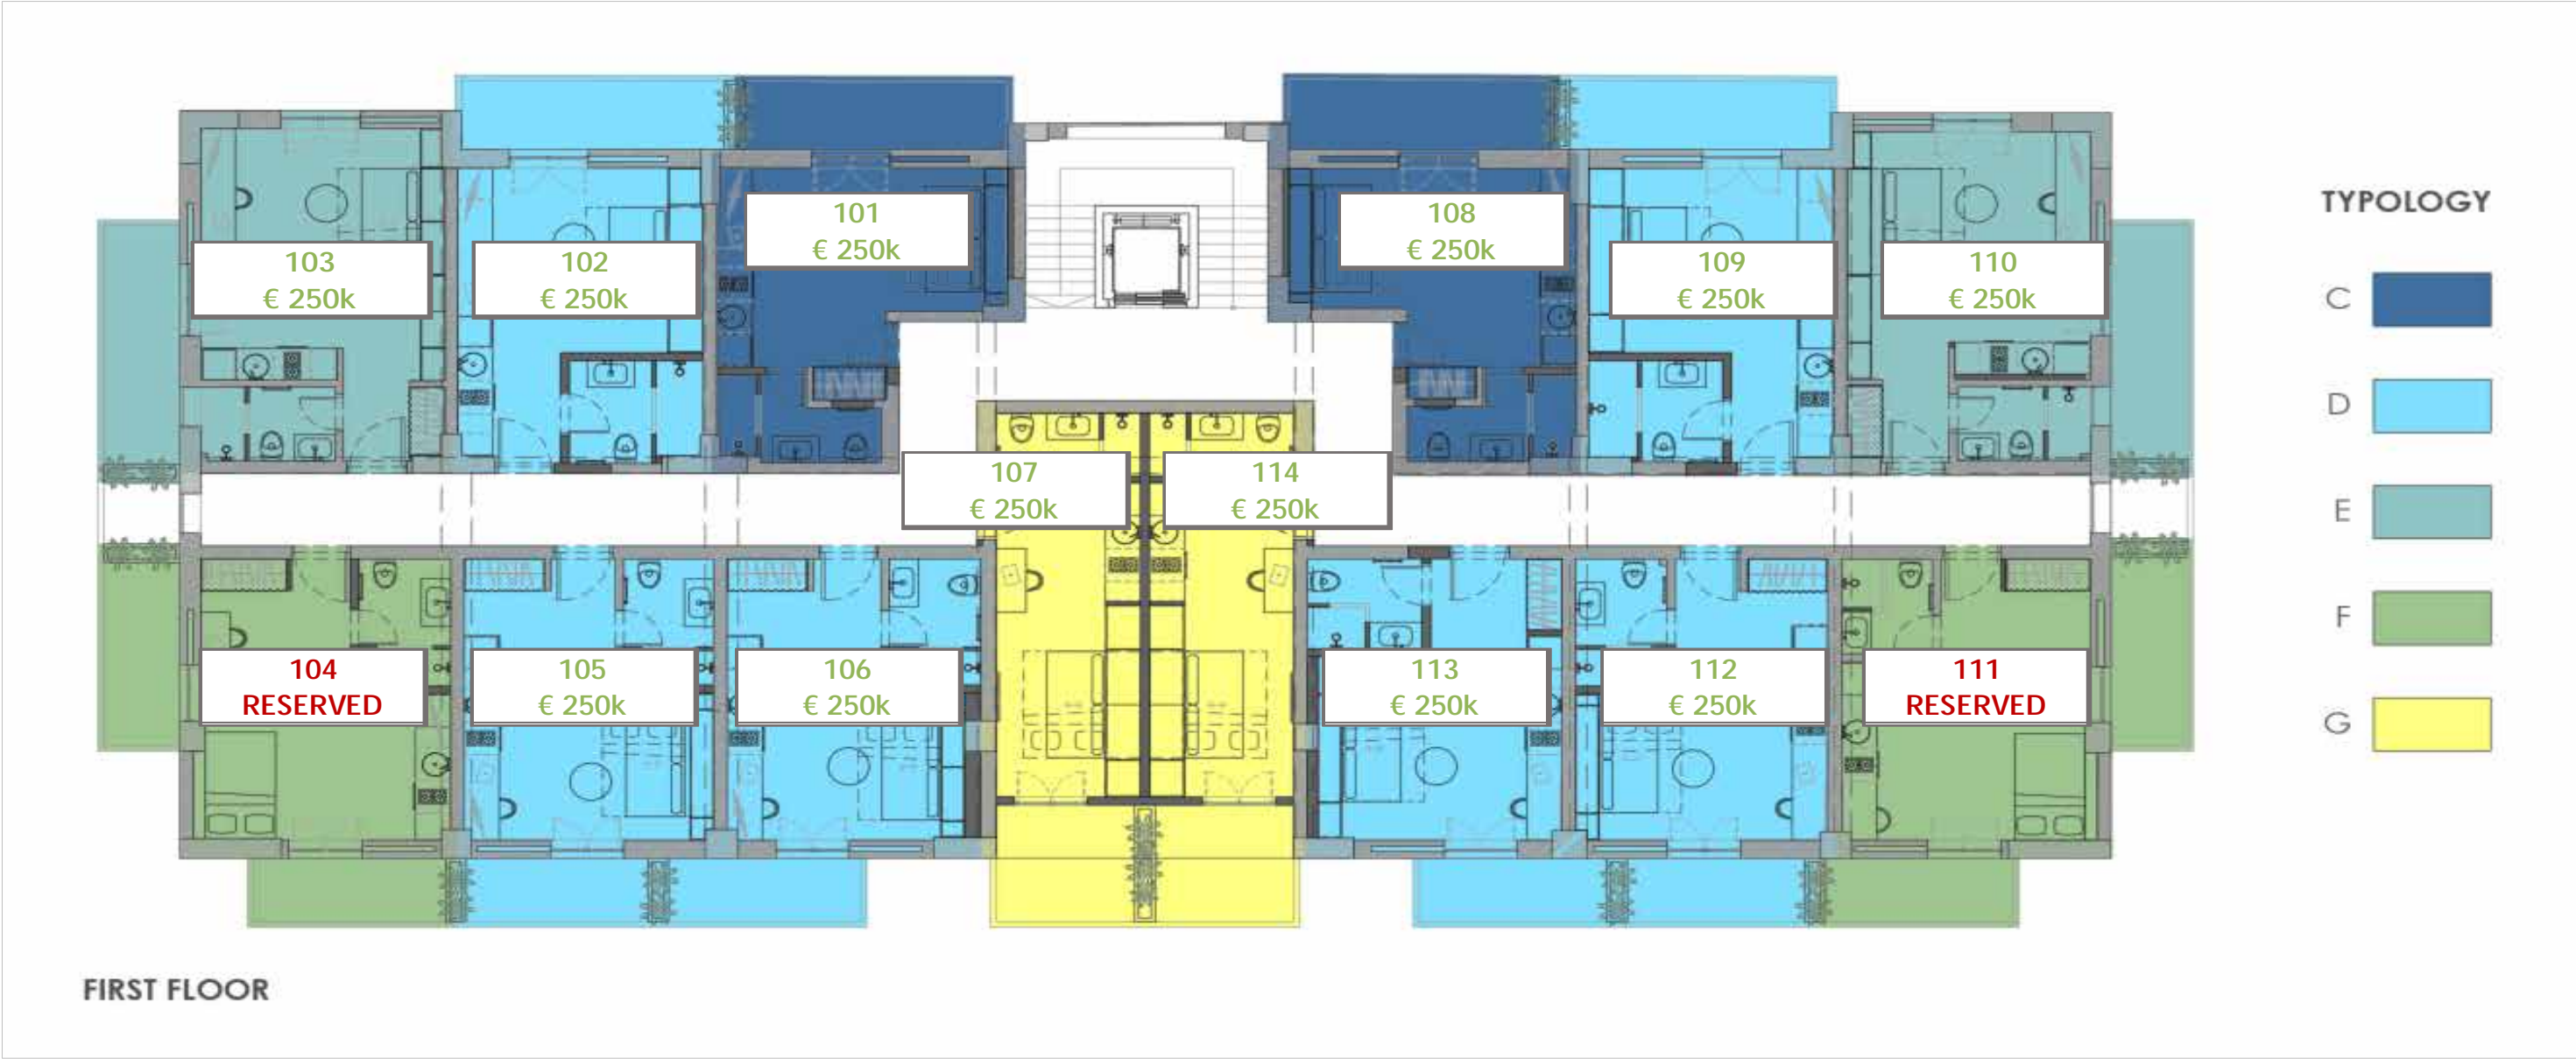 101
€ 250k
108
€ 250k
TYPOLOGY
103
€ 250k
102
€ 250k
109
€ 250k
110
€ 250k
C
D
107
€ 250k
114
€ 250k
E
F
104
RESERVED
105
€ 250k
106
€ 250k
113
€ 250k
112
€ 250k
111
RESERVED
G
FIRST FLOOR